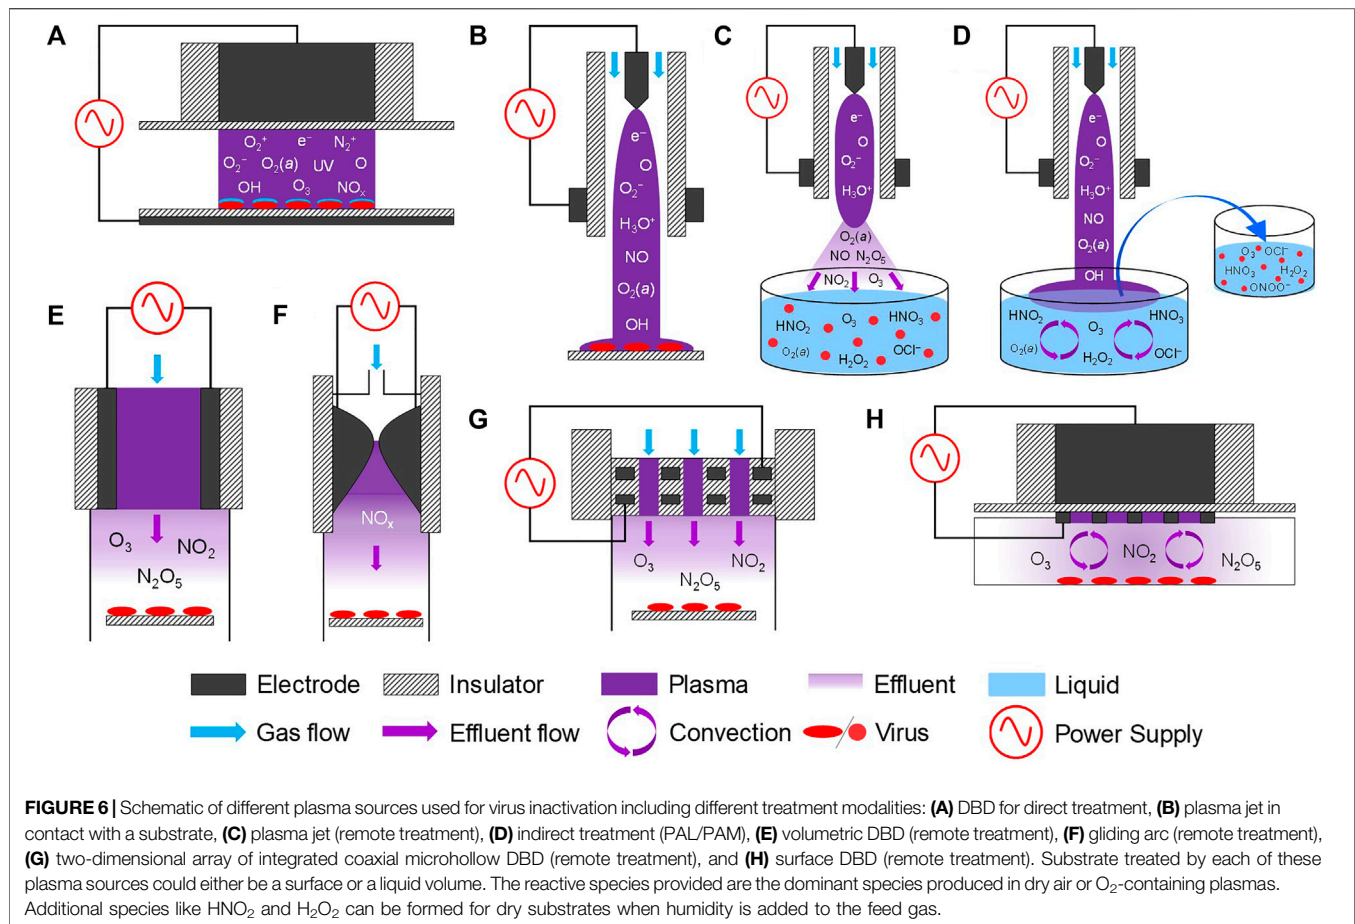 A
O₂⁺ e⁻ N₂⁺
O₂⁻ O₂(a) UV O
OH O₃ NOₓ
B
e⁻
O
O₂⁻
H₃O⁺
NO
O₂(a)
OH
C
e⁻
O
O₂⁻
H₃O⁺
O₂(a)
NO N₂O₅
NO₂ O₃
HNO₂ O₃ HNO₃
O₂(a) H₂O₂ OCl⁻
D
e⁻
O
O₂⁻
H₃O⁺
NO
O₂(a)
OH
HNO₂ O₃ HNO₃
O₂(a) H₂O₂ OCl⁻
O₃ OCl⁻
HNO₃ H₂O₂
ONOO⁻
E
O₃ NO₂
N₂O₅
F
NOₓ
G
O₃ NO₂
N₂O₅
H
O₃ NO₂ N₂O₅
Electrode Insulator Plasma Effluent Liquid
Gas flow Effluent flow Convection Virus Power Supply
FIGURE 6 | Schematic of different plasma sources used for virus inactivation including different treatment modalities: (A) DBD for direct treatment, (B) plasma jet in
contact with a substrate, (C) plasma jet (remote treatment), (D) indirect treatment (PAL/PAM), (E) volumetric DBD (remote treatment), (F) gliding arc (remote treatment),
(G) two-dimensional array of integrated coaxial microhollow DBD (remote treatment), and (H) surface DBD (remote treatment). Substrate treated by each of these
plasma sources could either be a surface or a liquid volume. The reactive species provided are the dominant species produced in dry air or O₂-containing plasmas.
Additional species like HNO₂ and H₂O₂ can be formed for dry substrates when humidity is added to the feed gas.